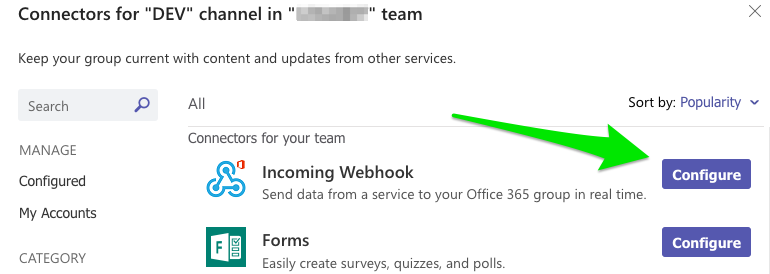 Connectors for "DEV" channel in " " team
Keep your group current with content and updates from other services.
Search
All
Sort by: Popularity
MANAGE
Connectors for your team
Configured
Incoming Webhook
Configure
Send data from a service to your Office 365 group in real time.
My Accounts
Forms
Configure
CATEGORY
Easily create surveys, quizzes, and polls.